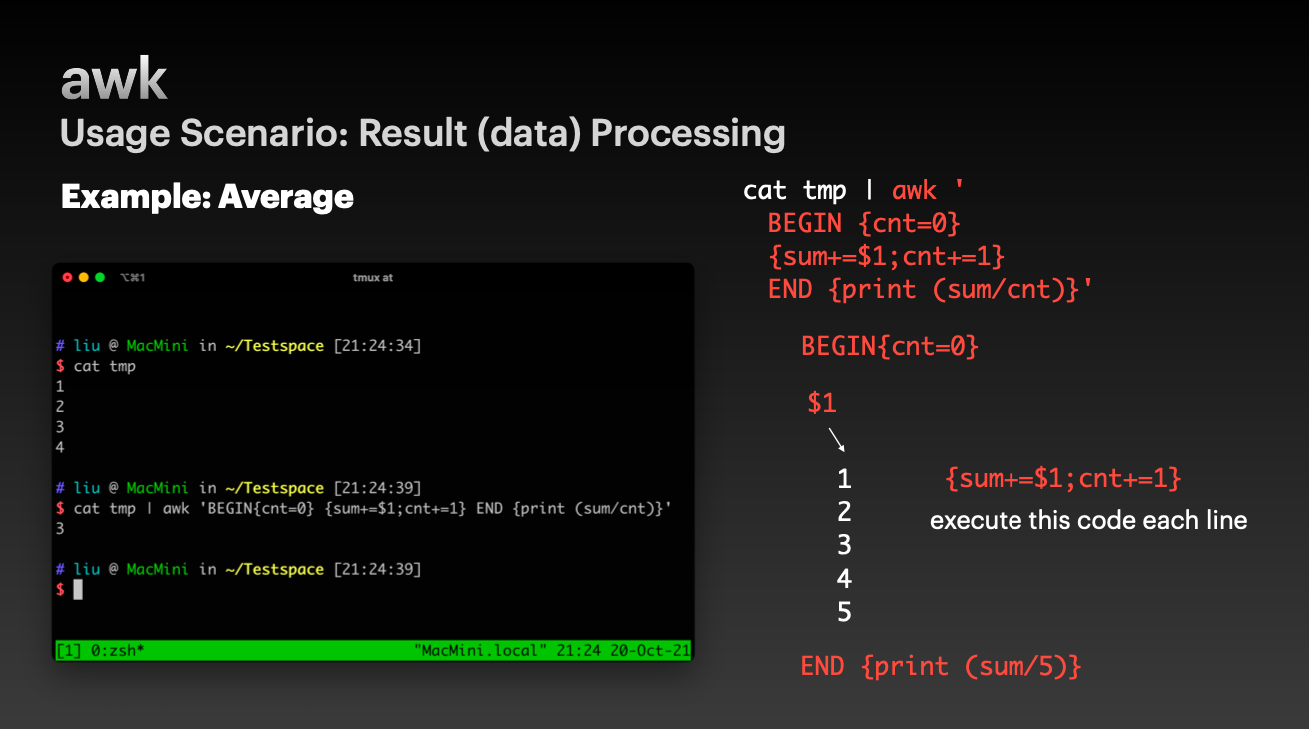 awk
Usage Scenario: Result (data) Processing
Example: Average
⌥⌘1
tmux at
# liu @ MacMini in ~/Testspace [21:24:34]
$ cat tmp
1
2
3
4
# liu @ MacMini in ~/Testspace [21:24:39]
$ cat tmp | awk 'BEGIN{cnt=0} {sum+=$1;cnt+=1} END {print (sum/cnt)}'
3
# liu @ MacMini in ~/Testspace [21:24:39]
$
[1] 0:zsh* "MacMini.local" 21:24 20-Oct-21
cat tmp | awk '
BEGIN {cnt=0}
{sum+=$1;cnt+=1}
END {print (sum/cnt)}'
BEGIN{cnt=0}
$1
1
2
3
4
5
{sum+=$1;cnt+=1}
execute this code each line
END {print (sum/5)}